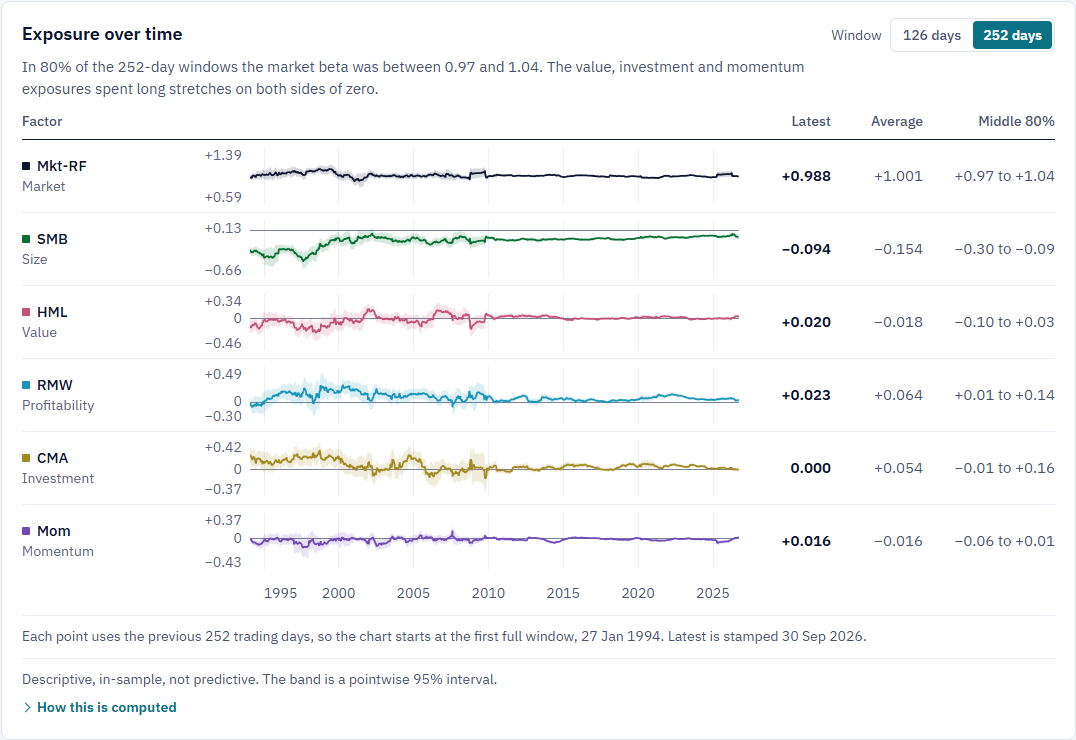 Exposure over time
Window 126 days 252 days
In 80% of the 252-day windows the market beta was between 0.97 and 1.04. The value, investment and momentum
exposures spent long stretches on both sides of zero.
Factor Latest Average Middle 80%
Mkt-RF
Market
+1.39
+0.59
+0.988 +1.001 +0.97 to +1.04
SMB
Size
+0.13
−0.66
−0.094 −0.154 −0.30 to −0.09
HML
Value
+0.34
0
−0.46
+0.020 −0.018 −0.10 to +0.03
RMW
Profitability
+0.49
0
−0.30
+0.023 +0.064 +0.01 to +0.14
CMA
Investment
+0.42
0
−0.37
0.000 +0.054 −0.01 to +0.16
Mom
Momentum
+0.37
0
−0.43
+0.016 −0.016 −0.06 to +0.01
1995 2000 2005 2010 2015 2020 2025
Each point uses the previous 252 trading days, so the chart starts at the first full window, 27 Jan 1994. Latest is stamped 30 Sep 2026.
Descriptive, in-sample, not predictive. The band is a pointwise 95% interval.
How this is computed